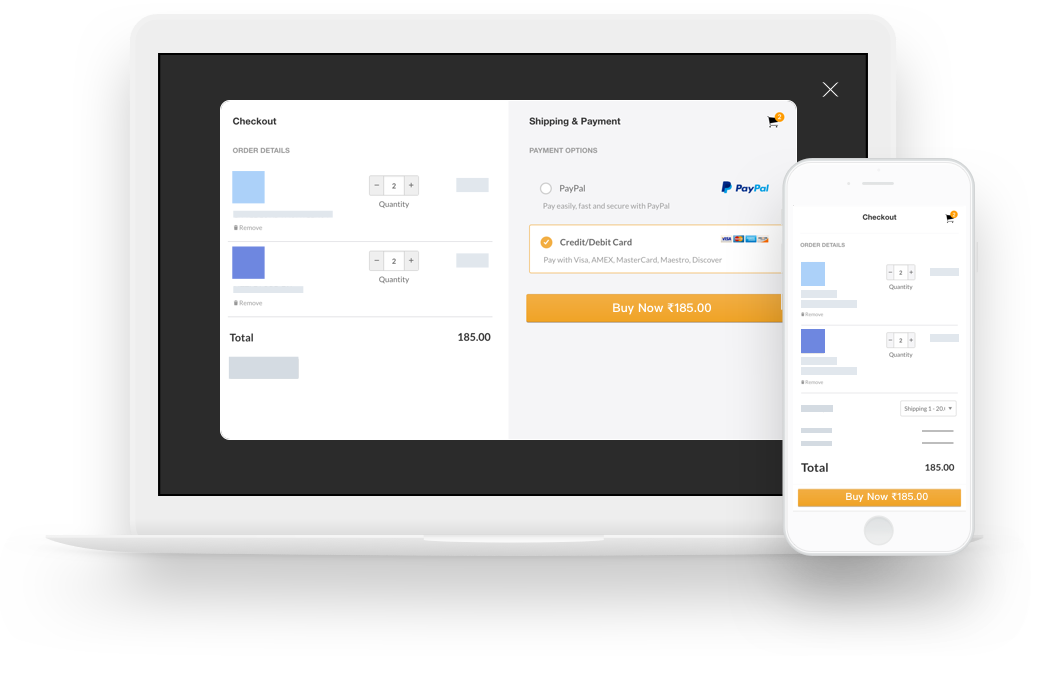 Checkout
ORDER DETAILS
− 2 +
Quantity
Remove
− 2 +
Quantity
Remove
Total 185.00
Shipping & Payment
2
PAYMENT OPTIONS
PayPal
PayPal
Pay easily, fast and secure with PayPal
Credit/Debit Card
VISA
Pay with Visa, AMEX, MasterCard, Maestro, Discover
Buy Now ₹185.00
Checkout
ORDER DETAILS
− 2 +
Quantity
Remove
− 2 +
Quantity
Remove
Shipping 1 - 20.
Total 185.00
Buy Now ₹185.00